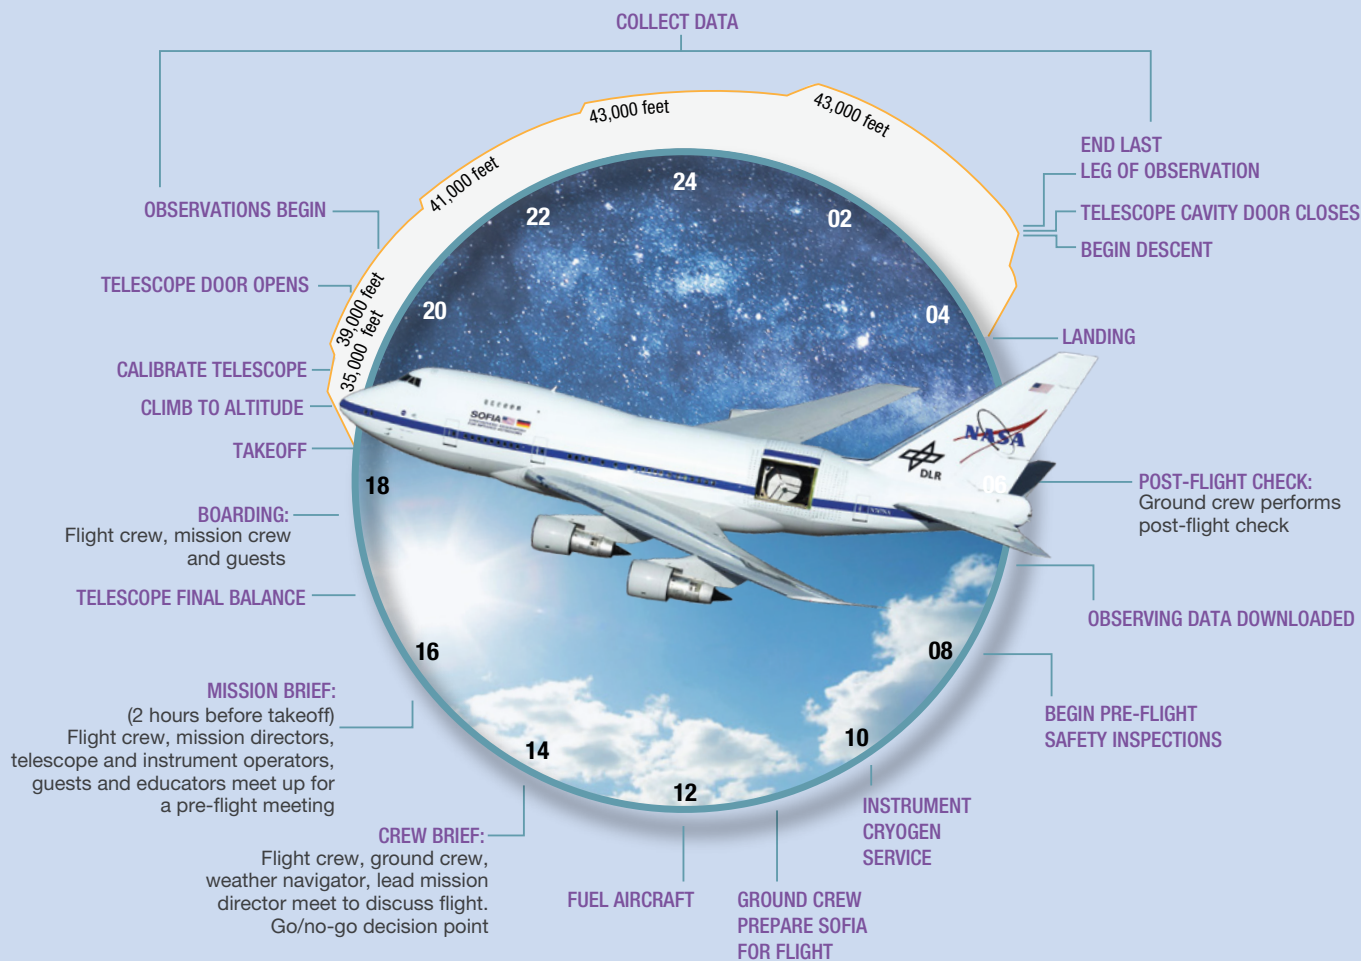 COLLECT DATA
43,000 feet
43,000 feet
41,000 feet
39,000 feet
35,000 feet
END LAST
LEG OF OBSERVATION
TELESCOPE CAVITY DOOR CLOSES
BEGIN DESCENT
LANDING
OBSERVATIONS BEGIN
TELESCOPE DOOR OPENS
CALIBRATE TELESCOPE
CLIMB TO ALTITUDE
TAKEOFF
24
22
02
20
04
18
06
16
08
14
10
12
SOFIA
NASA
DLR
BOARDING:
Flight crew, mission crew
and guests
TELESCOPE FINAL BALANCE
MISSION BRIEF:
(2 hours before takeoff)
Flight crew, mission directors,
telescope and instrument operators,
guests and educators meet up for
a pre-flight meeting
CREW BRIEF:
Flight crew, ground crew,
weather navigator, lead mission
director meet to discuss flight.
Go/no-go decision point
FUEL AIRCRAFT
GROUND CREW
PREPARE SOFIA
FOR FLIGHT
INSTRUMENT
CRYOGEN
SERVICE
BEGIN PRE-FLIGHT
SAFETY INSPECTIONS
OBSERVING DATA DOWNLOADED
POST-FLIGHT CHECK:
Ground crew performs
post-flight check